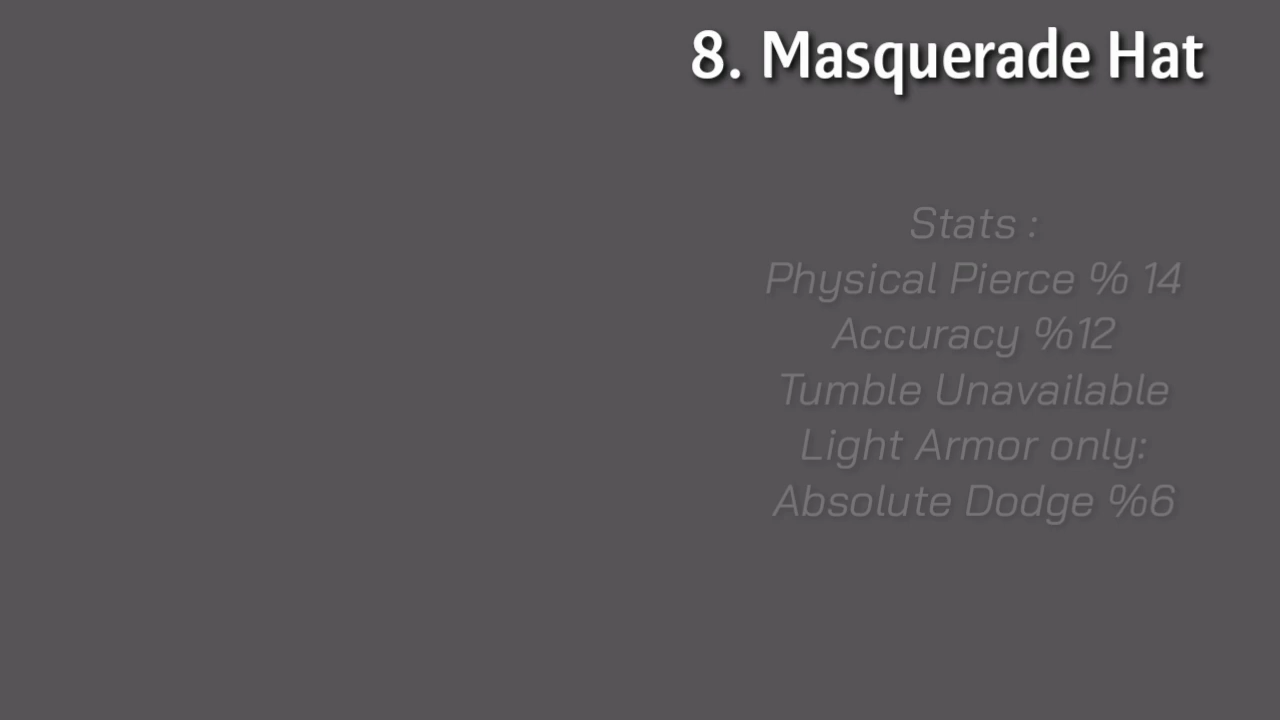 8. Masquerade Hat
Stats :
Physical Pierce % 14
Accuracy %12
Tumble Unavailable
Light Armor only:
Absolute Dodge %6